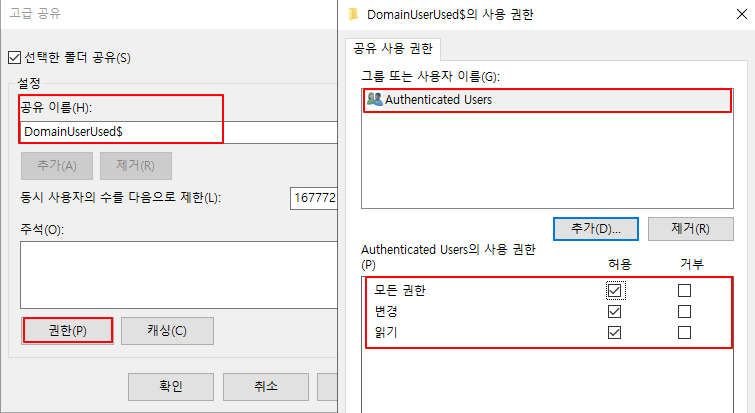 고급 공유
선택한 폴더 공유(S)
설정
공유 이름(H):
DomainUserUsed$
추가(A)
제거(R)
동시 사용자의 수를 다음으로 제한(L):
167772
주석(O):
권한(P)
캐싱(C)
확인
취소
DomainUserUsed$의 사용 권한
공유 사용 권한
그룹 또는 사용자 이름(G):
Authenticated Users
추가(D)...
제거(R)
Authenticated Users의 사용 권한
(P)
허용
거부
모든 권한
변경
읽기